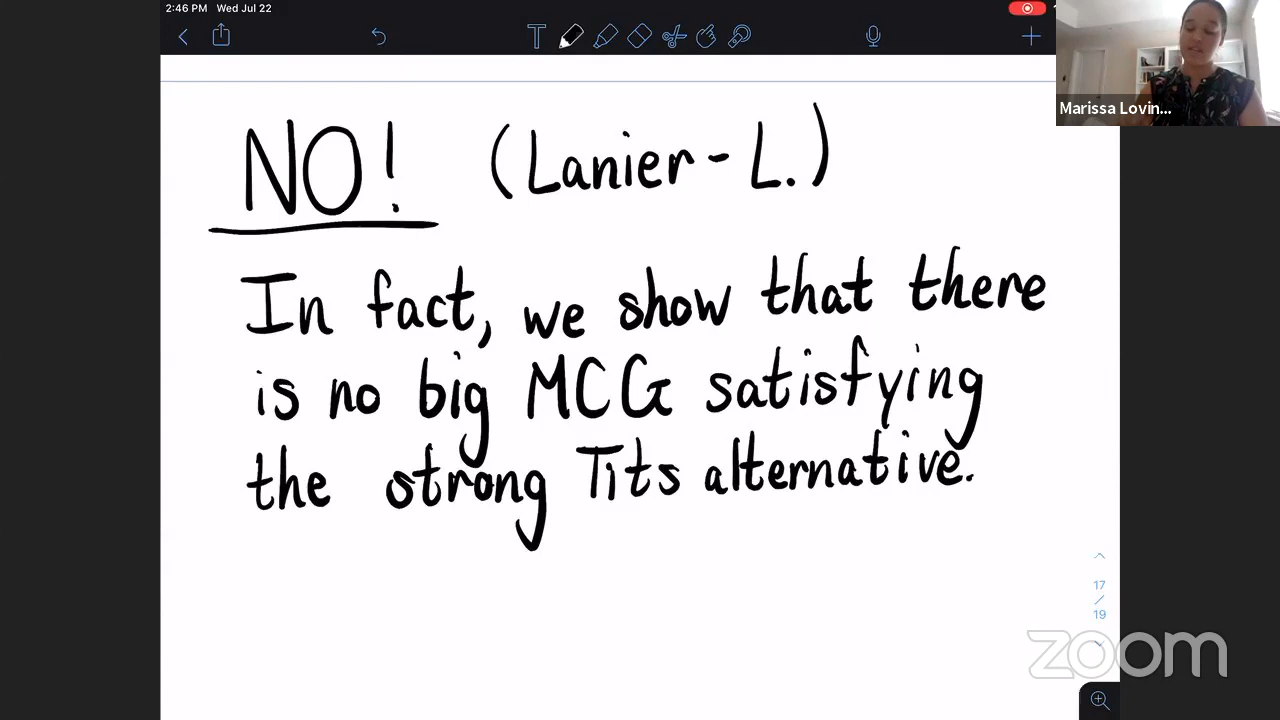 2:46 PM Wed Jul 22
Marissa Lovin...
NO! (Lanier-L.)
In fact, we show that there
is no big MCG satisfying
the strong Tits alternative.
17
/
19
zoom